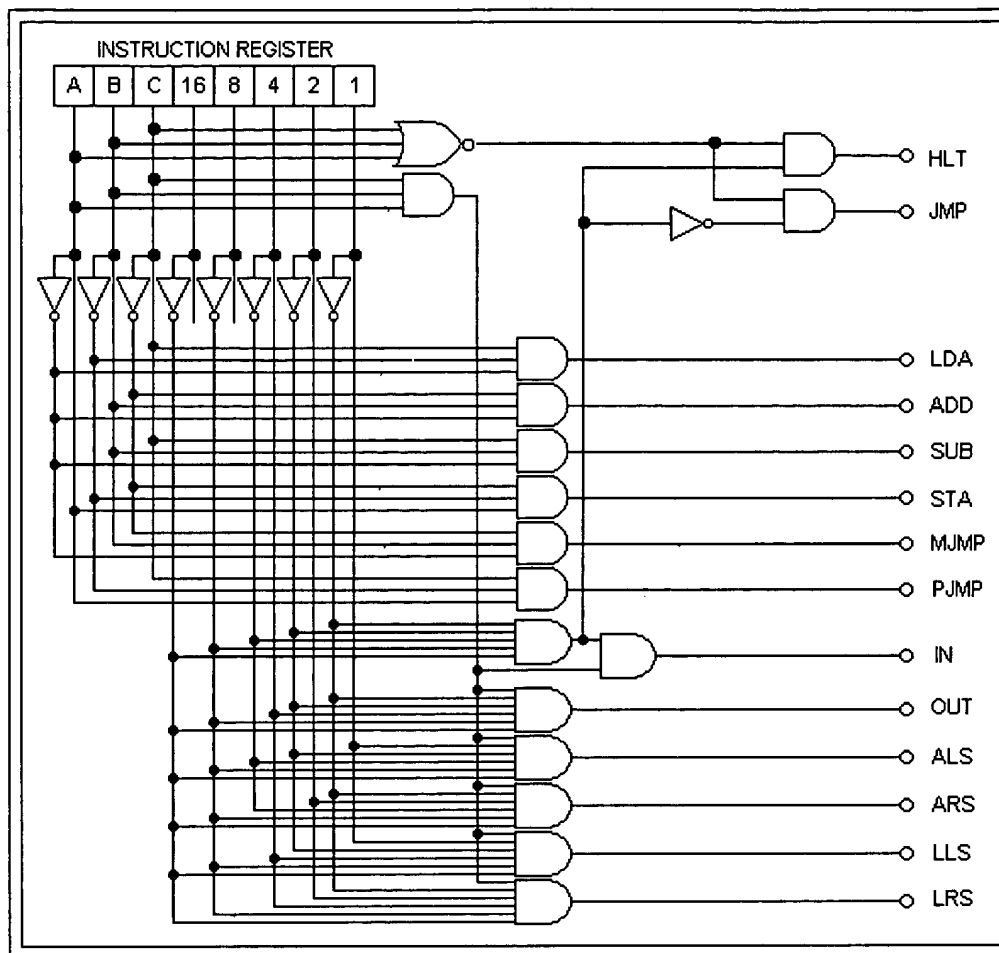 INSTRUCTION REGISTER
A B C 16 8 4 2 1
HLT
JMP
LDA
ADD
SUB
STA
MJMP
PJMP
IN
OUT
ALS
ARS
LLS
LRS